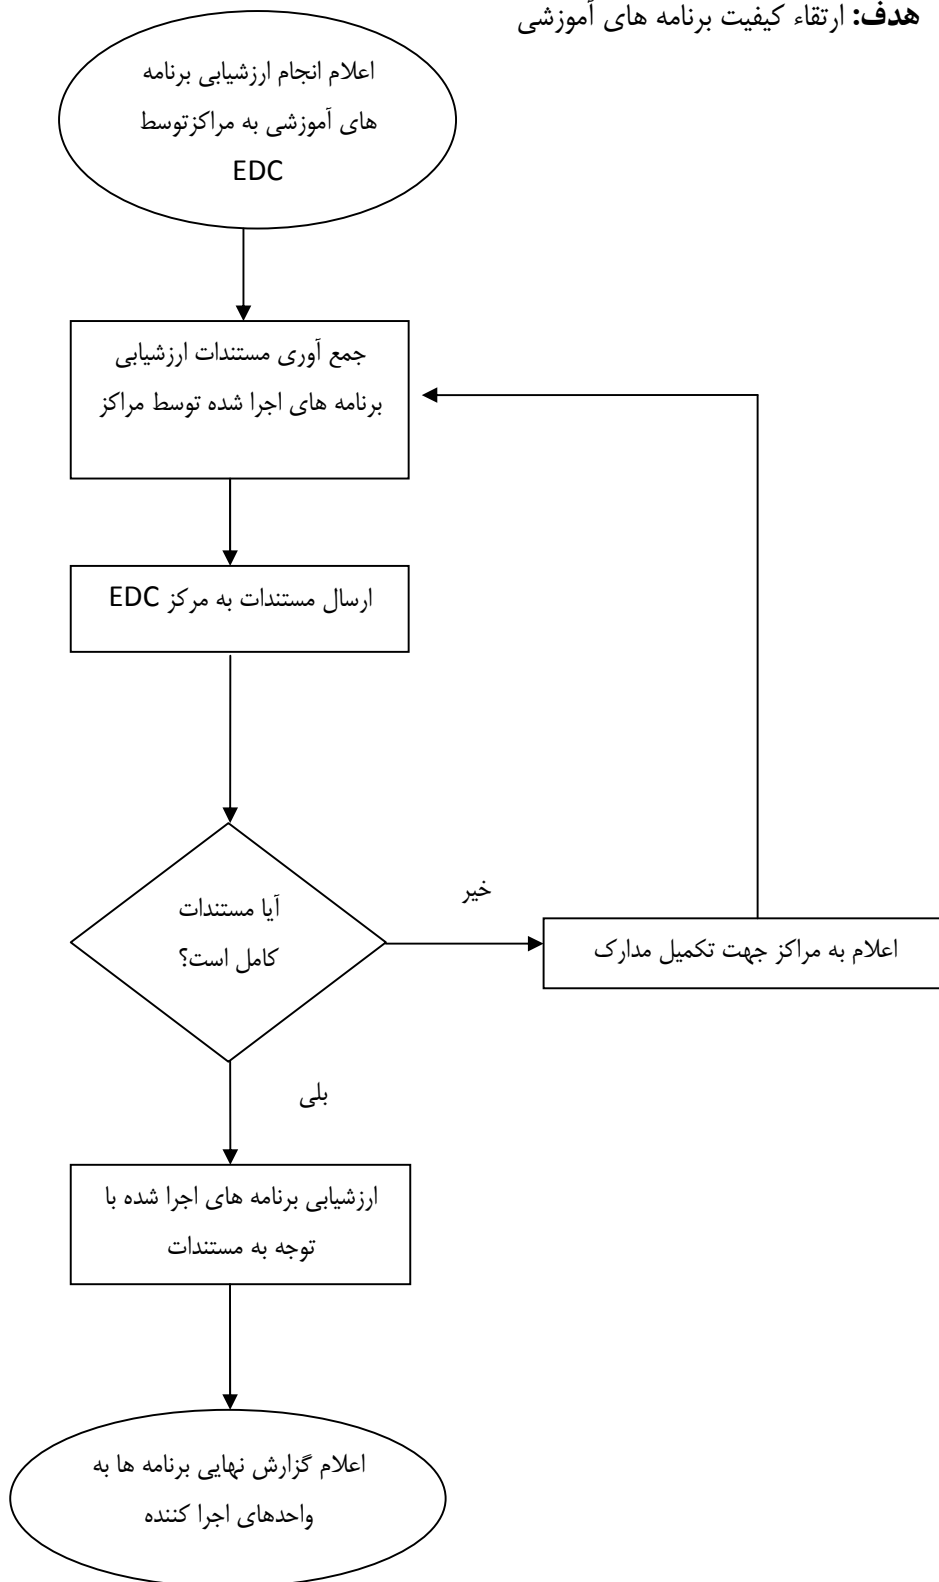 هدف: ارتقاء کیفیت برنامه های آموزشی
اعلام انجام ارزشیابی برنامه
های آموزشی به مراکزتوسط
EDC
جمع آوری مستندات ارزشیابی
برنامه های اجرا شده توسط مراکز
ارسال مستندات به مرکز EDC
آیا مستندات
کامل است؟
خیر
اعلام به مراکز جهت تکمیل مدارک
بلی
ارزشیابی برنامه های اجرا شده با
توجه به مستندات
اعلام گزارش نهایی برنامه ها به
واحدهای اجرا کننده